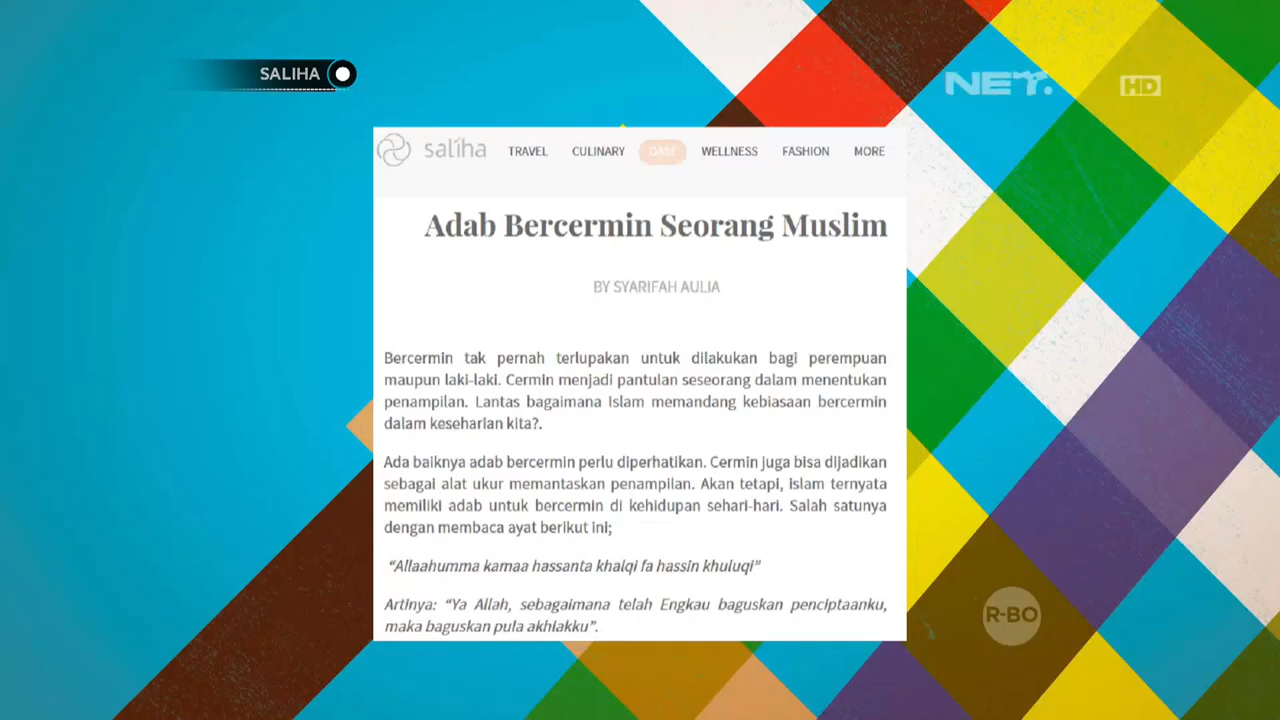 SALIHA
NET.
HD
saliha TRAVEL CULINARY OASE WELLNESS FASHION MORE
Adab Bercermin Seorang Muslim
BY SYARIFAH AULIA
Bercermin tak pernah terlupakan untuk dilakukan bagi perempuan
maupun laki-laki. Cermin menjadi pantulan seseorang dalam menentukan
penampilan. Lantas bagaimana Islam memandang kebiasaan bercermin
dalam keseharian kita?.
Ada baiknya adab bercermin perlu diperhatikan. Cermin juga bisa dijadikan
sebagai alat ukur memantaskan penampilan. Akan tetapi, islam ternyata
memiliki adab untuk bercermin di kehidupan sehari-hari. Salah satunya
dengan membaca ayat berikut ini;
“Allaahumma kamaa hassanta khalqi fa hassin khuluqi”
Artinya: “Ya Allah, sebagaimana telah Engkau baguskan penciptaanku,
maka baguskan pula akhlakku”.
R-BO